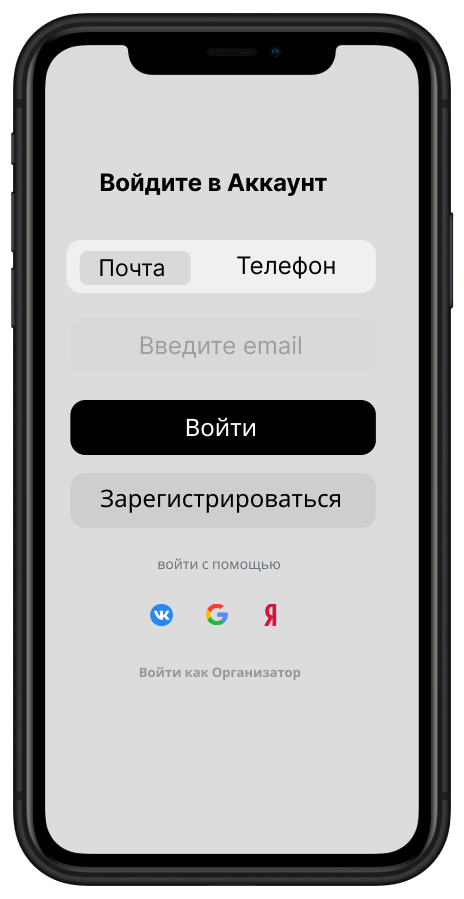 Войдите в Аккаунт
Почта Телефон
Введите email
Войти
Зарегистрироваться
войти с помощью
Войти как Организатор